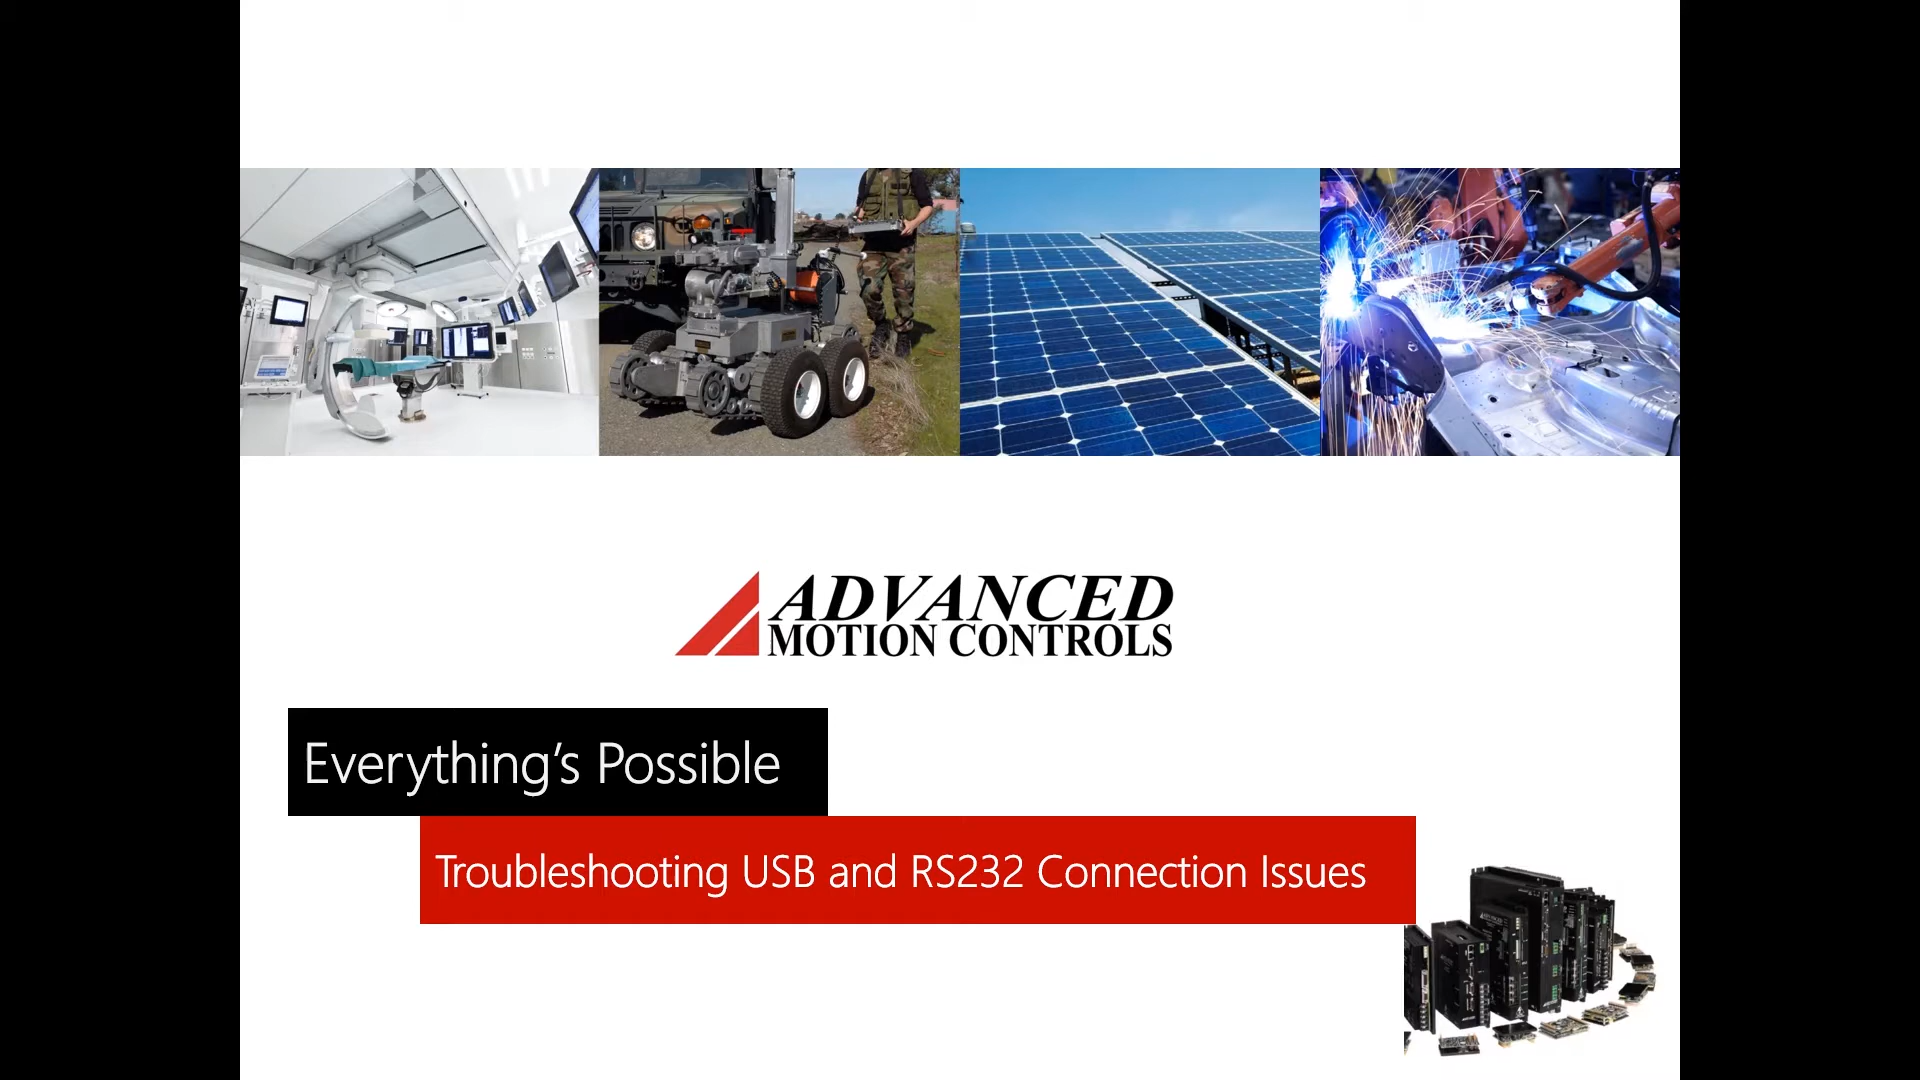 ADVANCED
MOTION CONTROLS
Everything's Possible
Troubleshooting USB and RS232 Connection Issues